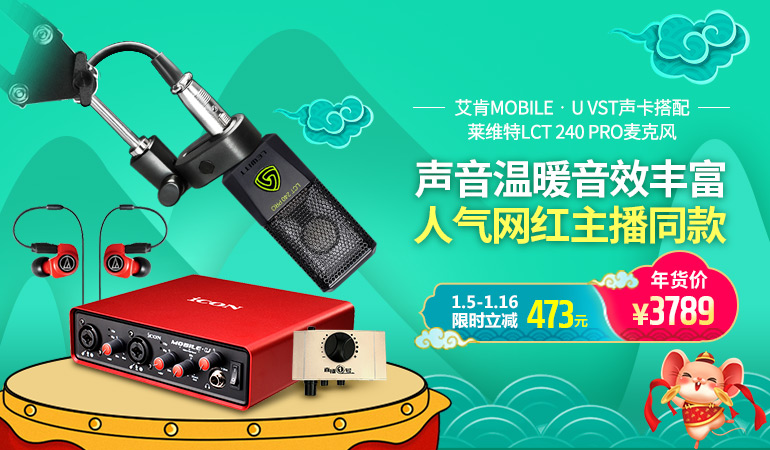 艾肯MOBILE·U VST声卡搭配
莱维特LCT 240 PRO麦克风
声音温暖音效丰富
人气网红主播同款
1.5-1.16
限时立减 473元
年货价
¥3789
LEWITT
LCT 240 PRO
iCON
iCON
MOBILE·U